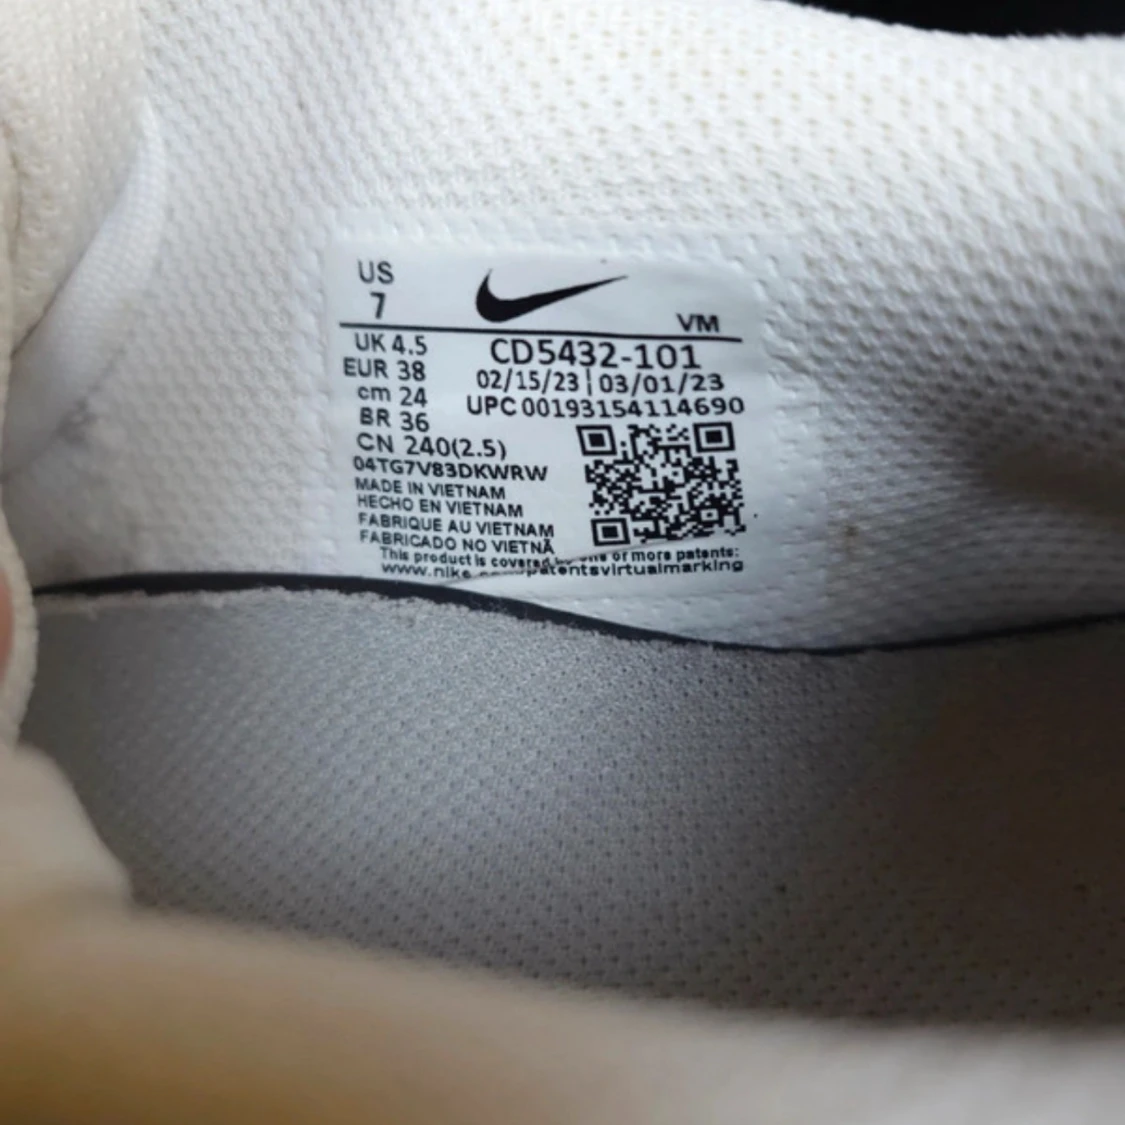 US
7
VM
UK 4.5
EUR 38
cm 24
BR 36
CN 240(2.5)
CD5432-101
02/15/23 | 03/01/23
UPC 00193154114690
04TG7V83DKWRW
MADE IN VIETNAM
HECHO EN VIETNAM
FABRIQUE AU VIETNAM
FABRICADO NO VIETNÃ
This product is covered by one or more patents:
www.nike patentsvirtualmarking